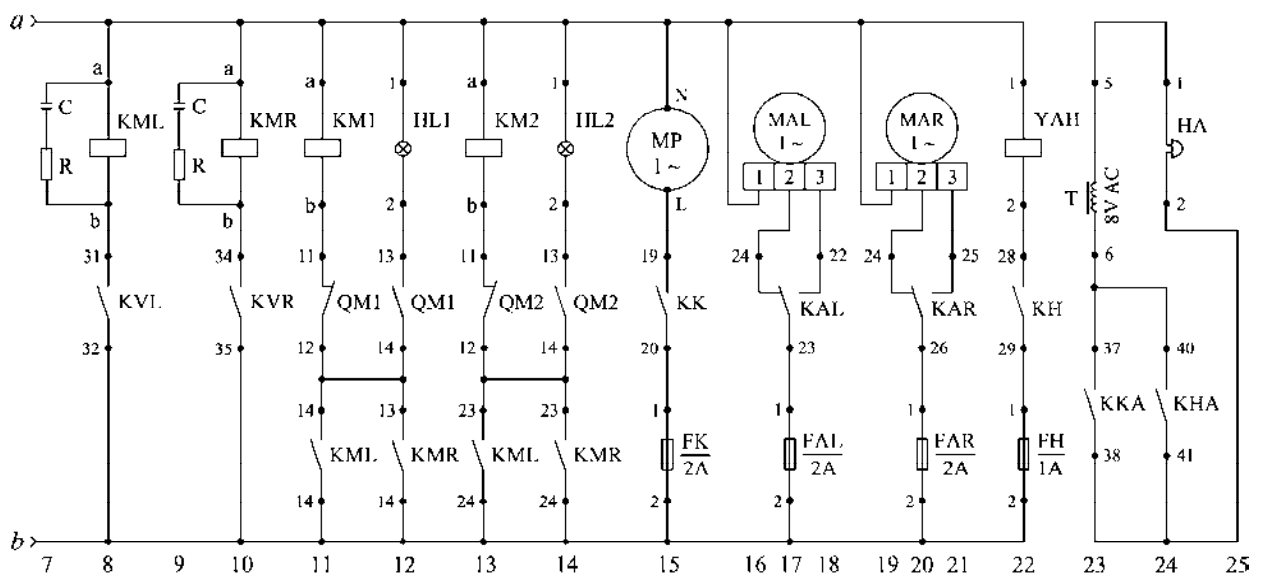 a
a a a 1 a 1 N 1 5 1
C KML C KMR KM1 HL1 KM2 HL2 MP 1~ MAL 1~ MAR 1~ YAH HA
R R 1 2 3 1 2 3 T 8V AC
b b b 2 b 2 L 2 2
31 34 11 13 11 13 19 24 22 24 25 28 6
KVL KVR QM1 QM1 QM2 QM2 KK KAL KAR KH
32 35 12 14 12 14 20 23 26 29 37 40
14 13 23 23 1 1 1 1 KKA KHA
KML KMR KML KMR FK 2A FAL 2A FAR 2A FH 1A 38 41
14 14 24 24 2 2 2 2
b
7 8 9 10 11 12 13 14 15 16 17 18 19 20 21 22 23 24 25